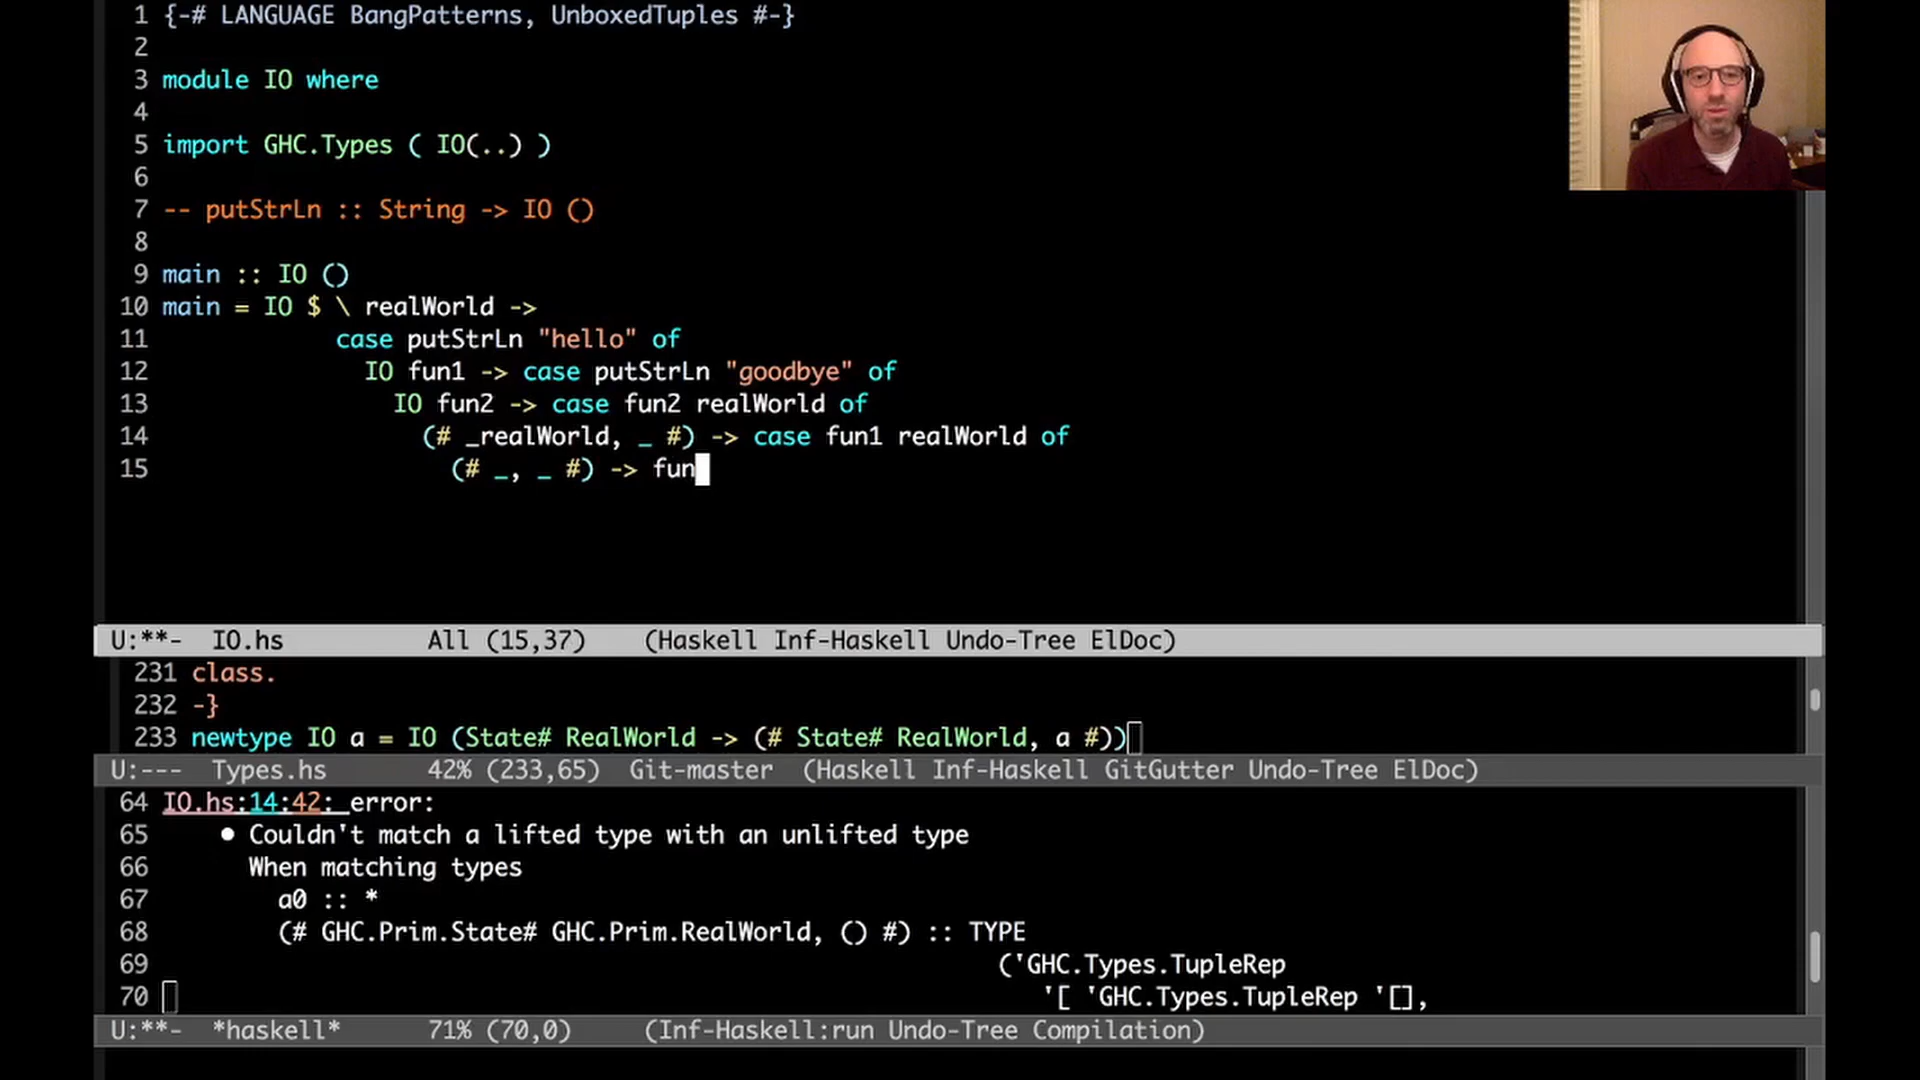 1 {-# LANGUAGE BangPatterns, UnboxedTuples #-}
2
3 module IO where
4
5 import GHC.Types ( IO(..) )
6
7 -- putStrLn :: String -> IO ()
8
9 main :: IO ()
10 main = IO $ \ realWorld ->
11 case putStrLn "hello" of
12 IO fun1 -> case putStrLn "goodbye" of
13 IO fun2 -> case fun2 realWorld of
14 (# _realWorld, _ #) -> case fun1 realWorld of
15 (# _, _ #) -> fun
U:**- IO.hs All (15,37) (Haskell Inf-Haskell Undo-Tree ElDoc)
231 class.
232 -}
233 newtype IO a = IO (State# RealWorld -> (# State# RealWorld, a #))
U:--- Types.hs 42% (233,65) Git-master (Haskell Inf-Haskell GitGutter Undo-Tree ElDoc)
64 IO.hs:14:42: error:
65 • Couldn't match a lifted type with an unlifted type
66 When matching types
67 a0 :: *
68 (# GHC.Prim.State# GHC.Prim.RealWorld, () #) :: TYPE
69 ('GHC.Types.TupleRep
70 '[ 'GHC.Types.TupleRep '[],
U:**- *haskell* 71% (70,0) (Inf-Haskell:run Undo-Tree Compilation)